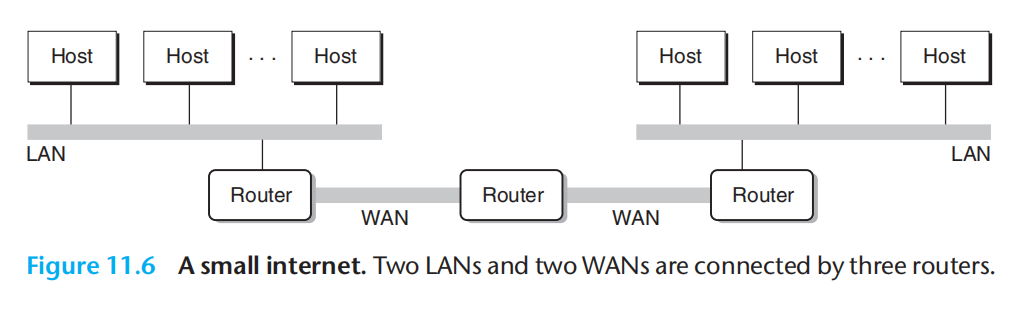 Host Host ... Host Host Host ... Host
LAN LAN
Router Router Router
WAN WAN
Figure 11.6 A small internet. Two LANs and two WANs are connected by three routers.